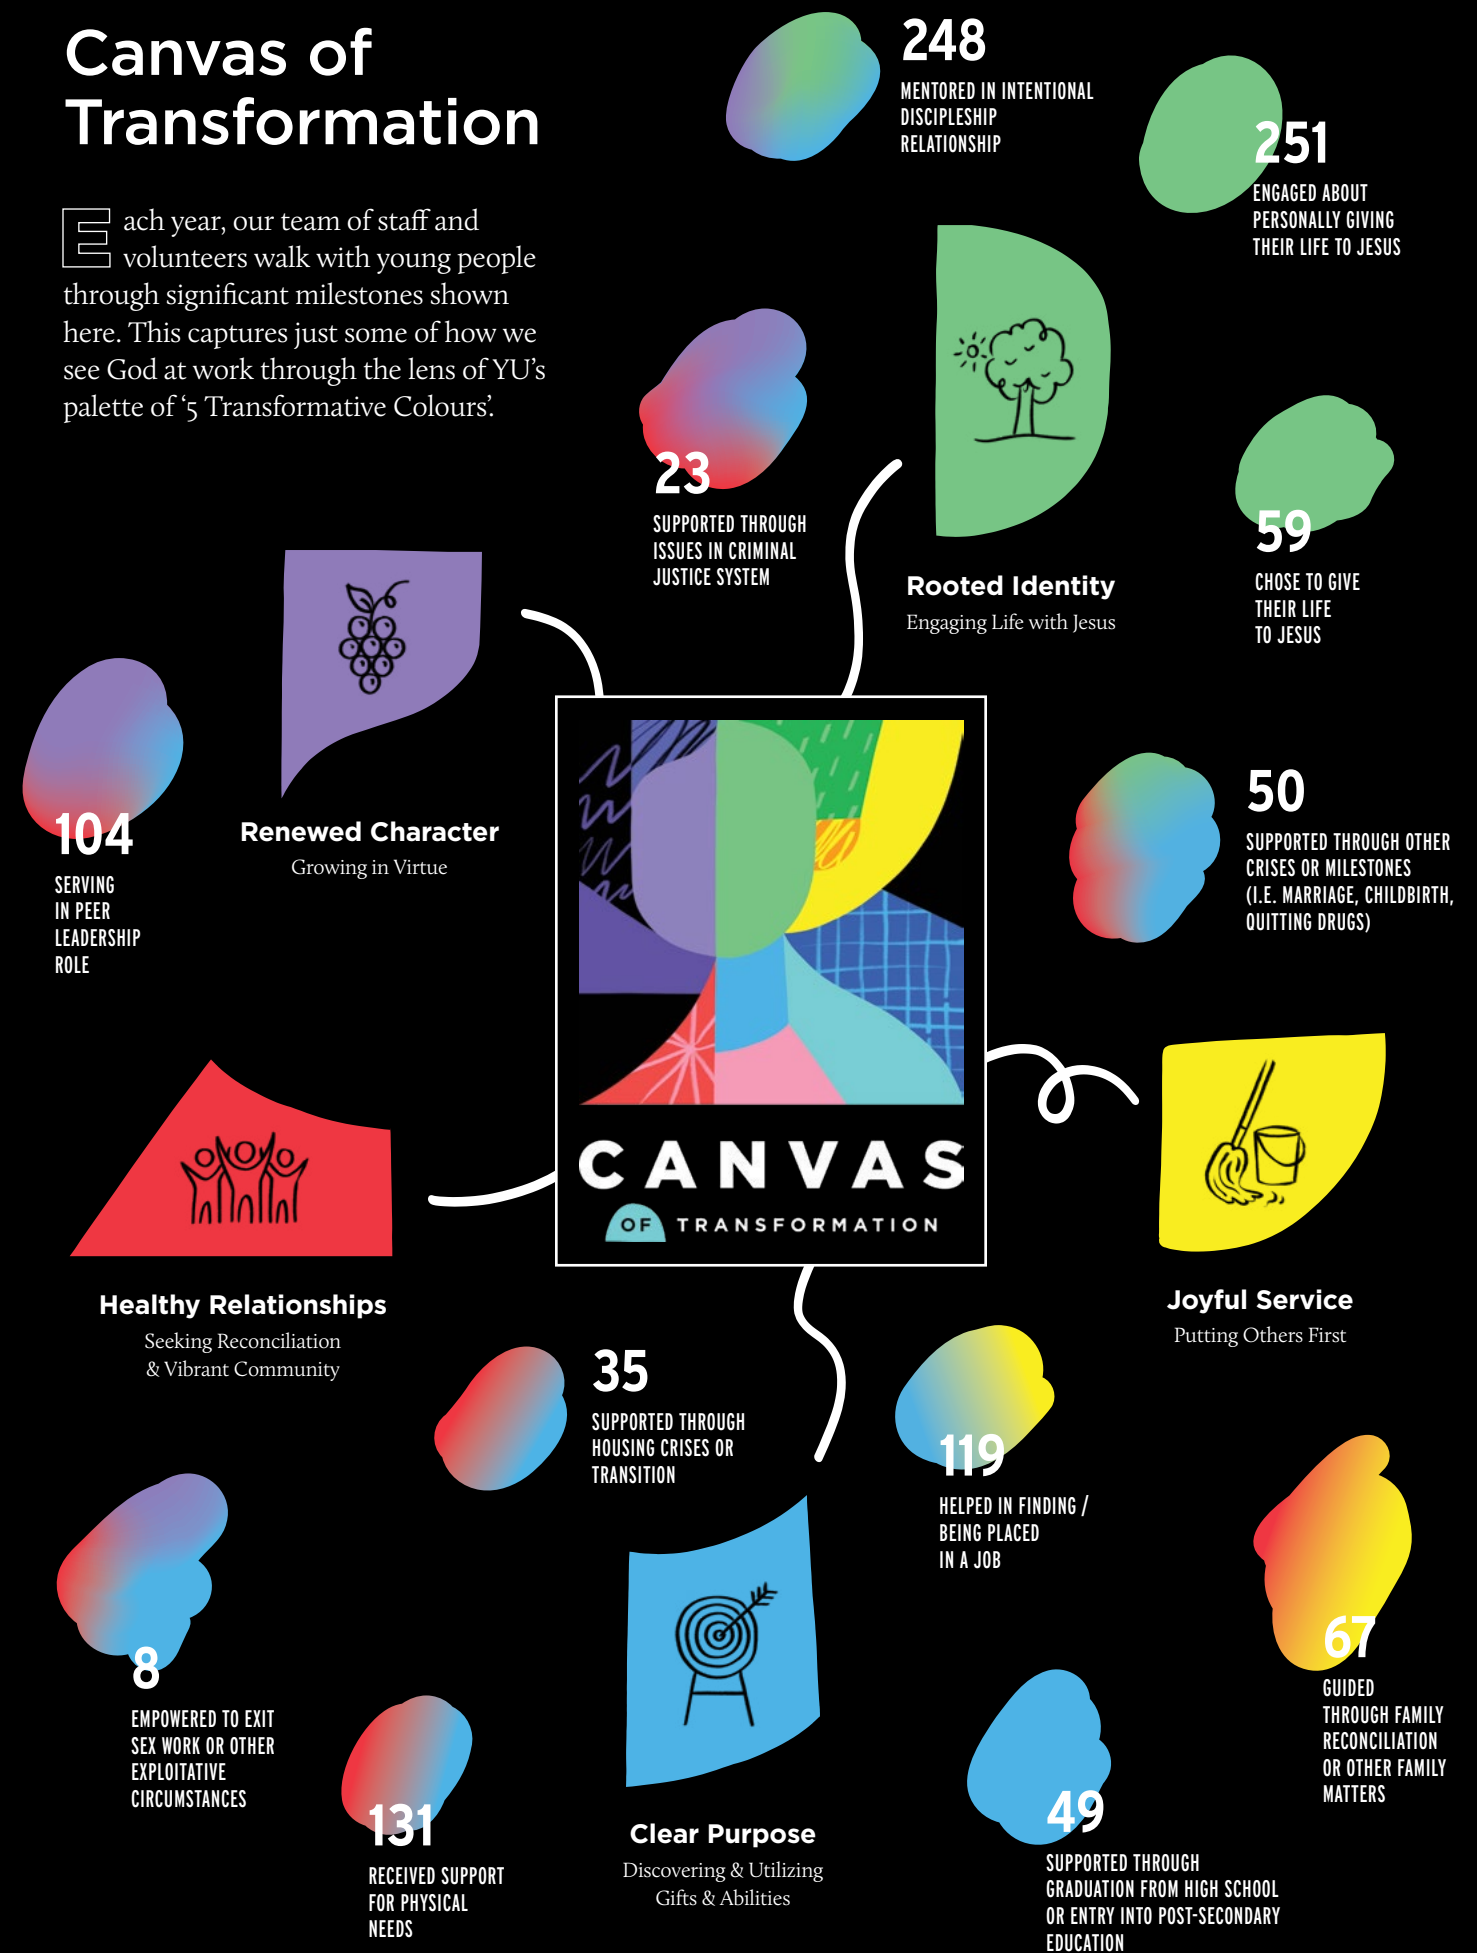 Canvas of
Transformation
Each year, our team of staff and
volunteers walk with young people
through significant milestones shown
here. This captures just some of how we
see God at work through the lens of YU's
palette of ‘5 Transformative Colours’.
248
MENTORED IN INTENTIONAL
DISCIPLESHIP
RELATIONSHIP
251
ENGAGED ABOUT
PERSONALLY GIVING
THEIR LIFE TO JESUS
23
SUPPORTED THROUGH
ISSUES IN CRIMINAL
JUSTICE SYSTEM
Rooted Identity
Engaging Life with Jesus
59
CHOSE TO GIVE
THEIR LIFE
TO JESUS
104
SERVING
IN PEER
LEADERSHIP
ROLE
Renewed Character
Growing in Virtue
50
SUPPORTED THROUGH OTHER
CRISES OR MILESTONES
(I.E. MARRIAGE, CHILDBIRTH,
QUITTING DRUGS)
CANVAS
OF TRANSFORMATION
Healthy Relationships
Seeking Reconciliation
& Vibrant Community
Joyful Service
Putting Others First
35
SUPPORTED THROUGH
HOUSING CRISES OR
TRANSITION
119
HELPED IN FINDING /
BEING PLACED
IN A JOB
8
EMPOWERED TO EXIT
SEX WORK OR OTHER
EXPLOITATIVE
CIRCUMSTANCES
67
GUIDED
THROUGH FAMILY
RECONCILIATION
OR OTHER FAMILY
MATTERS
131
RECEIVED SUPPORT
FOR PHYSICAL
NEEDS
Clear Purpose
Discovering & Utilizing
Gifts & Abilities
49
SUPPORTED THROUGH
GRADUATION FROM HIGH SCHOOL
OR ENTRY INTO POST-SECONDARY
EDUCATION